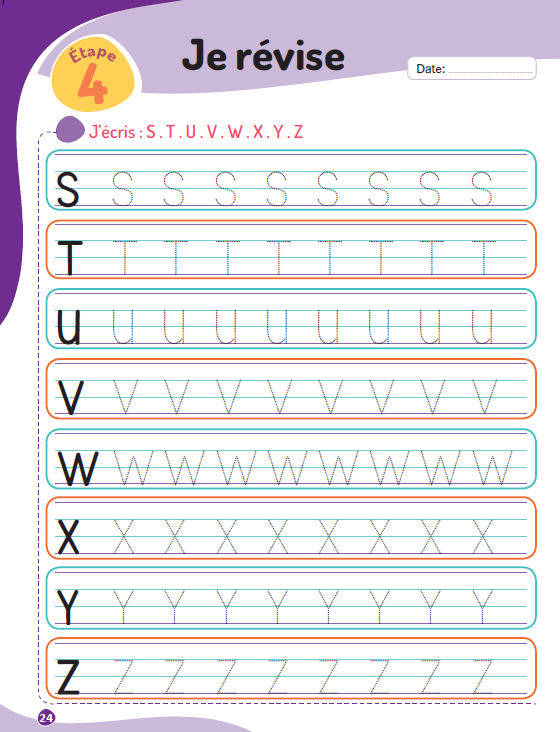 Étape
4
Je révise
Date:
J'écris : S . T . U . V . W . X . Y . Z
S S S S S S S S S
T T T T T T T T T
U U U U U U U U U
V V V V V V V V V
W W W W W W W W W
X X X X X X X X X
Y Y Y Y Y Y Y Y Y
Z Z Z Z Z Z Z Z Z
24